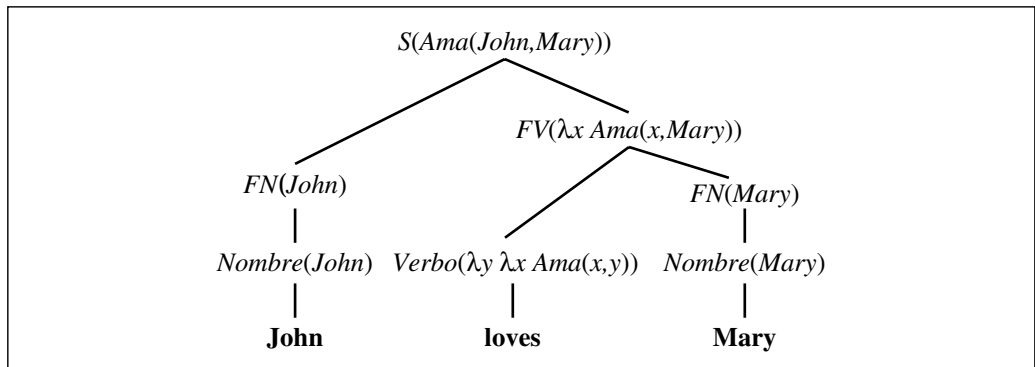 S(Ama(John,Mary))
FV(λx Ama(x,Mary))
FN(John)
FN(Mary)
Nombre(John) Verbo(λy λx Ama(x,y)) Nombre(Mary)
John loves Mary